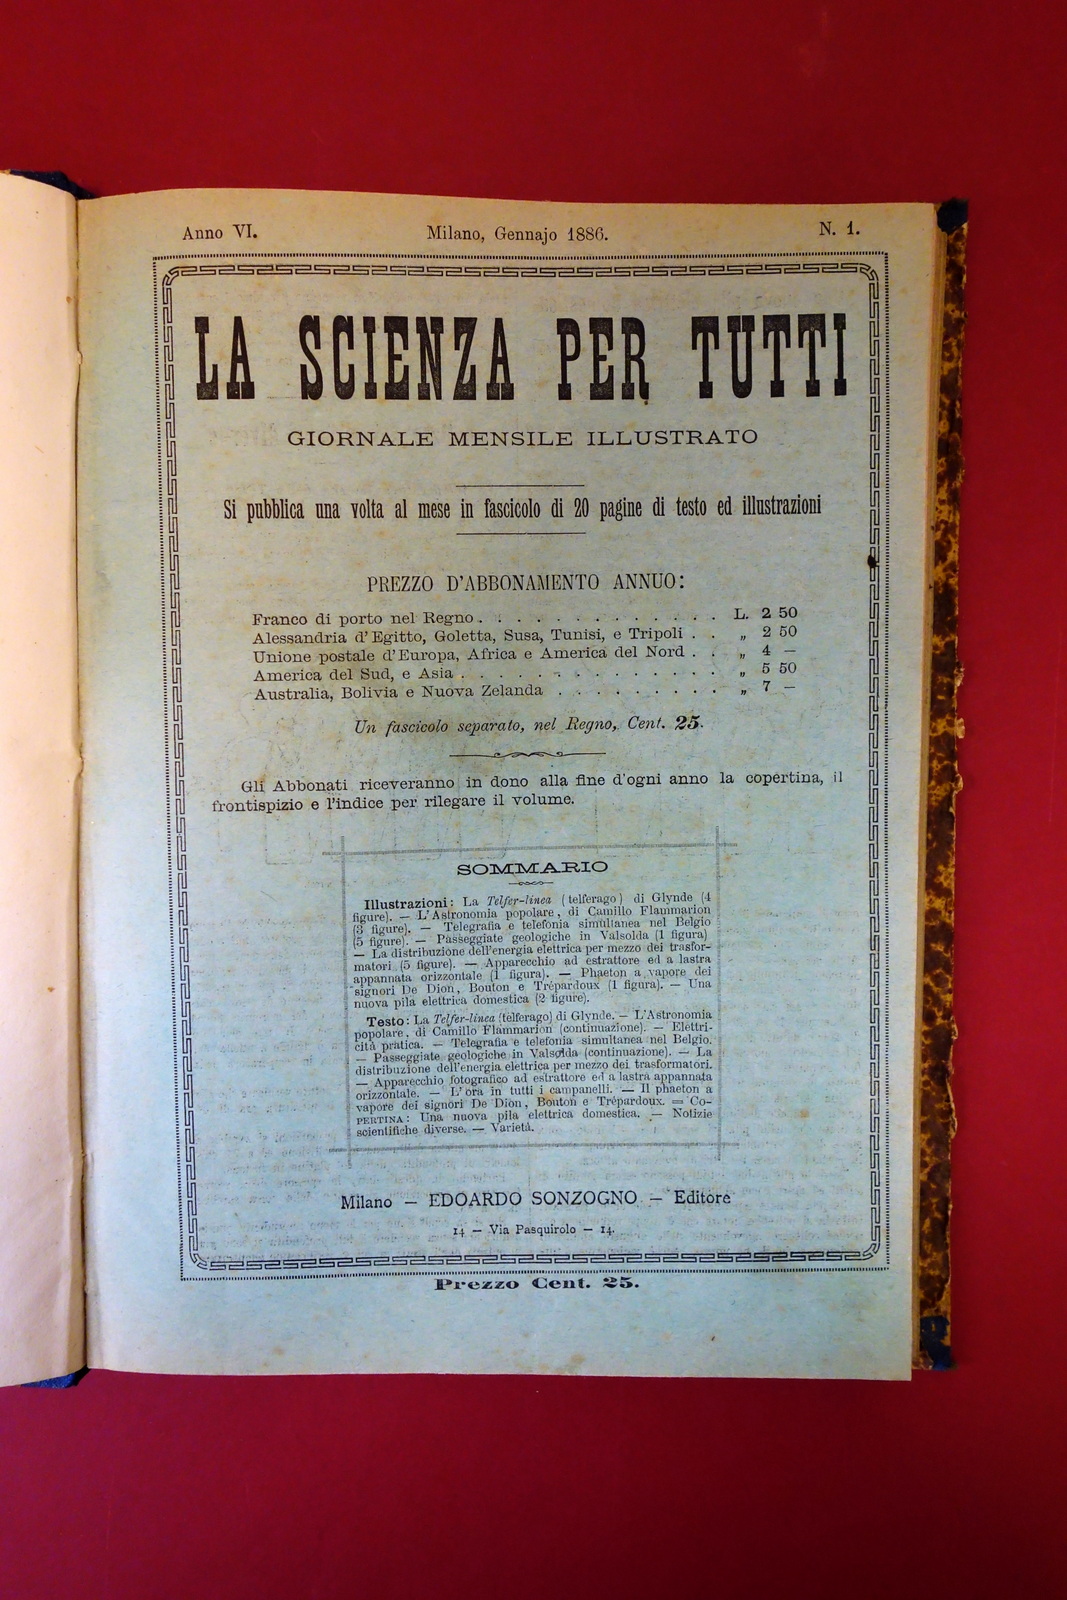 Anno VI.
Milano, Gennajo 1886.
N. 1.
LA SCIENZA PER TUTTI
GIORNALE MENSILE ILLUSTRATO
Si pubblica una volta al mese in fascicolo di 20 pagine di testo ed illustrazioni
PREZZO D'ABBONAMENTO ANNUO:
Franco di porto nel Regno . . . . . . . . . . . . . L. 2 50
Alessandria d'Egitto, Goletta, Susa, Tunisi, e Tripoli . . „ 2 50
Unione postale d'Europa, Africa e America del Nord . . „ 4 —
America del Sud, e Asia . . . . . . . . . . . . . . „ 5 50
Australia, Bolivia e Nuova Zelanda . . . . . . . . . „ 7 —
Un fascicolo separato, nel Regno, Cent. 25.
Gli Abbonati riceveranno in dono alla fine d'ogni anno la copertina, il
frontispizio e l'indice per rilegare il volume.
SOMMARIO
Illustrazioni: La Telfer-linea (telferago) di Glynde (4
figure). — L'Astronomia popolare, di Camillo Flammarion
(3 figure). — Telegrafia e telefonia simultanea nel Belgio
(5 figure). — Passeggiate geologiche in Valsolda (1 figura)
— La distribuzione dell'energia elettrica per mezzo dei trasfor-
matori (5 figure). — Apparecchio ad estrattore ed a lastra
appannata orizzontale (1 figura). — Phaeton a vapore dei
signori De Dion, Bouton e Trépardoux (1 figura). — Una
nuova pila elettrica domestica (2 figure).
Testo: La Telfer-linea (telferago) di Glynde. — L'Astronomia
popolare, di Camillo Flammarion (continuazione). — Elettri-
cità pratica. — Telegrafia e telefonia simultanea nel Belgio.
— Passeggiate geologiche in Valsolda (continuazione). — La
distribuzione dell'energia elettrica per mezzo dei trasformatori.
— Apparecchio fotografico ad estrattore ed a lastra appannata
orizzontale. — L'ora in tutti i campanelli. — Il phaeton a
vapore dei signori De Dion, Bouton e Trépardoux. = Co-
PERTINA: Una nuova pila elettrica domestica. — Notizie
scientifiche diverse. — Varietà.
Milano — EDOARDO SONZOGNO — Editore
14 — Via Pasquirolo — 14.
Prezzo Cent. 25.